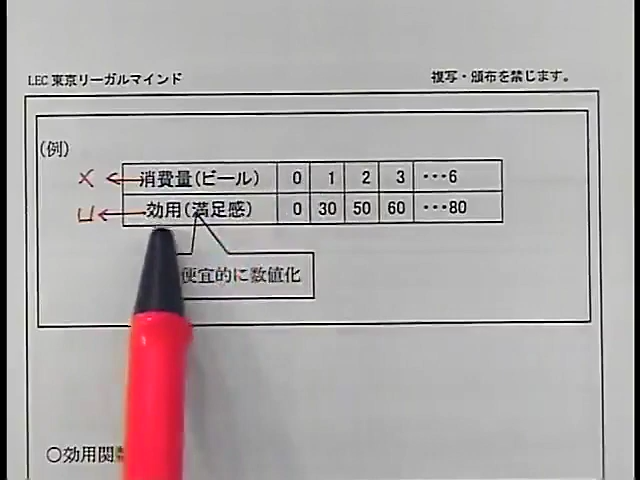 LEC東京リーガルマインド 複写・頒布を禁じます。
(例)
X ← 消費量(ビール) 0 1 2 3 …6
U ← 効用(満足感) 0 30 50 60 …80
便宜的に数値化
○効用関